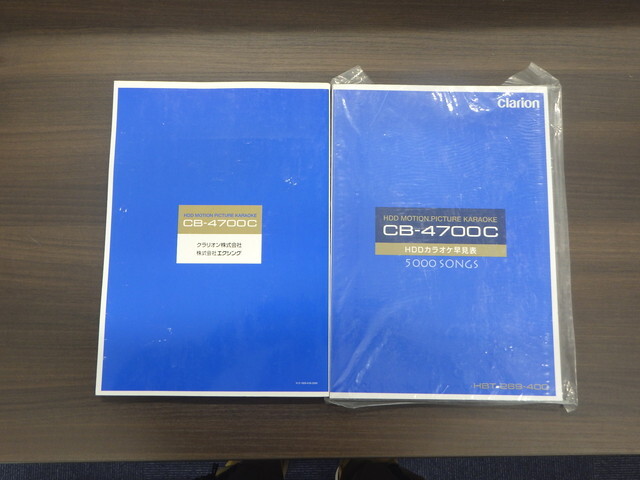 HDD MOTION PICTURE KARAOKE
CB-4700C
クラリオン株式会社
株式会社エクシング
clarion
HDD MOTION PICTURE KARAOKE
CB-4700C
HDDカラオケ早見表
5000 SONGS
HBT-289-400